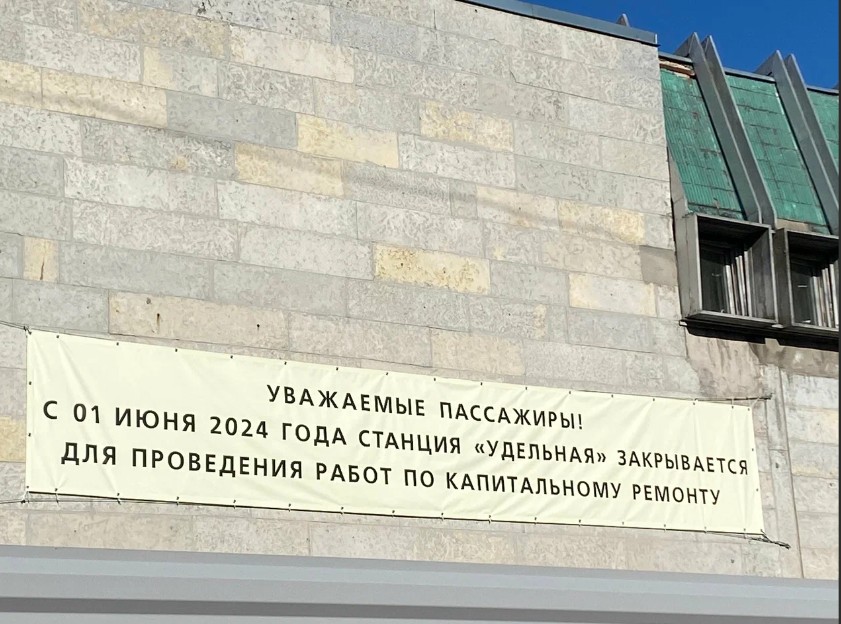 УВАЖАЕМЫЕ ПАССАЖИРЫ!
С 01 ИЮНЯ 2024 ГОДА СТАНЦИЯ «УДЕЛЬНАЯ» ЗАКРЫВАЕТСЯ
ДЛЯ ПРОВЕДЕНИЯ РАБОТ ПО КАПИТАЛЬНОМУ РЕМОНТУ